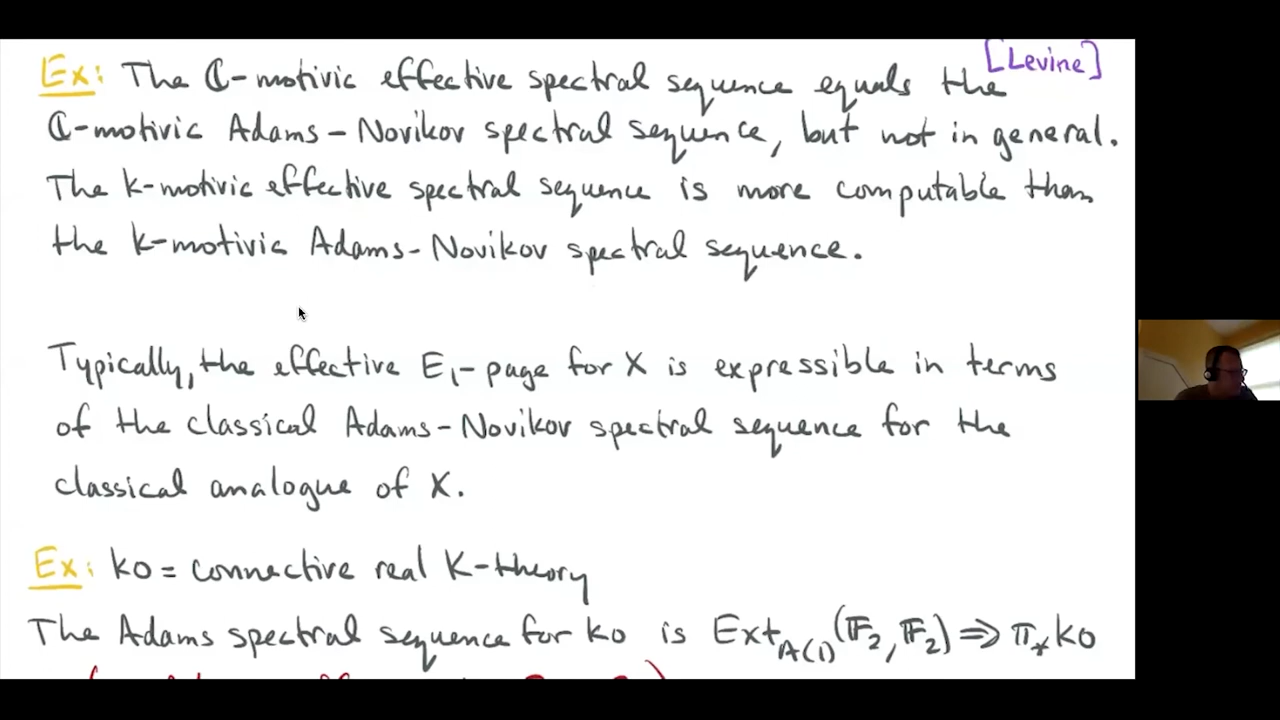 [Levine]
Ex: The ℂ-motivic effective spectral sequence equals the
ℂ-motivic Adams-Novikov spectral sequence, but not in general.
The k-motivic effective spectral sequence is more computable than
the k-motivic Adams-Novikov spectral sequence.
Typically, the effective E₁-page for X is expressible in terms
of the classical Adams-Novikov spectral sequence for the
classical analogue of X.
Ex: ko = connective real K-theory
The Adams spectral sequence for ko is Ext_{A(1)}(𝔽₂, 𝔽₂) ⇒ π_* ko